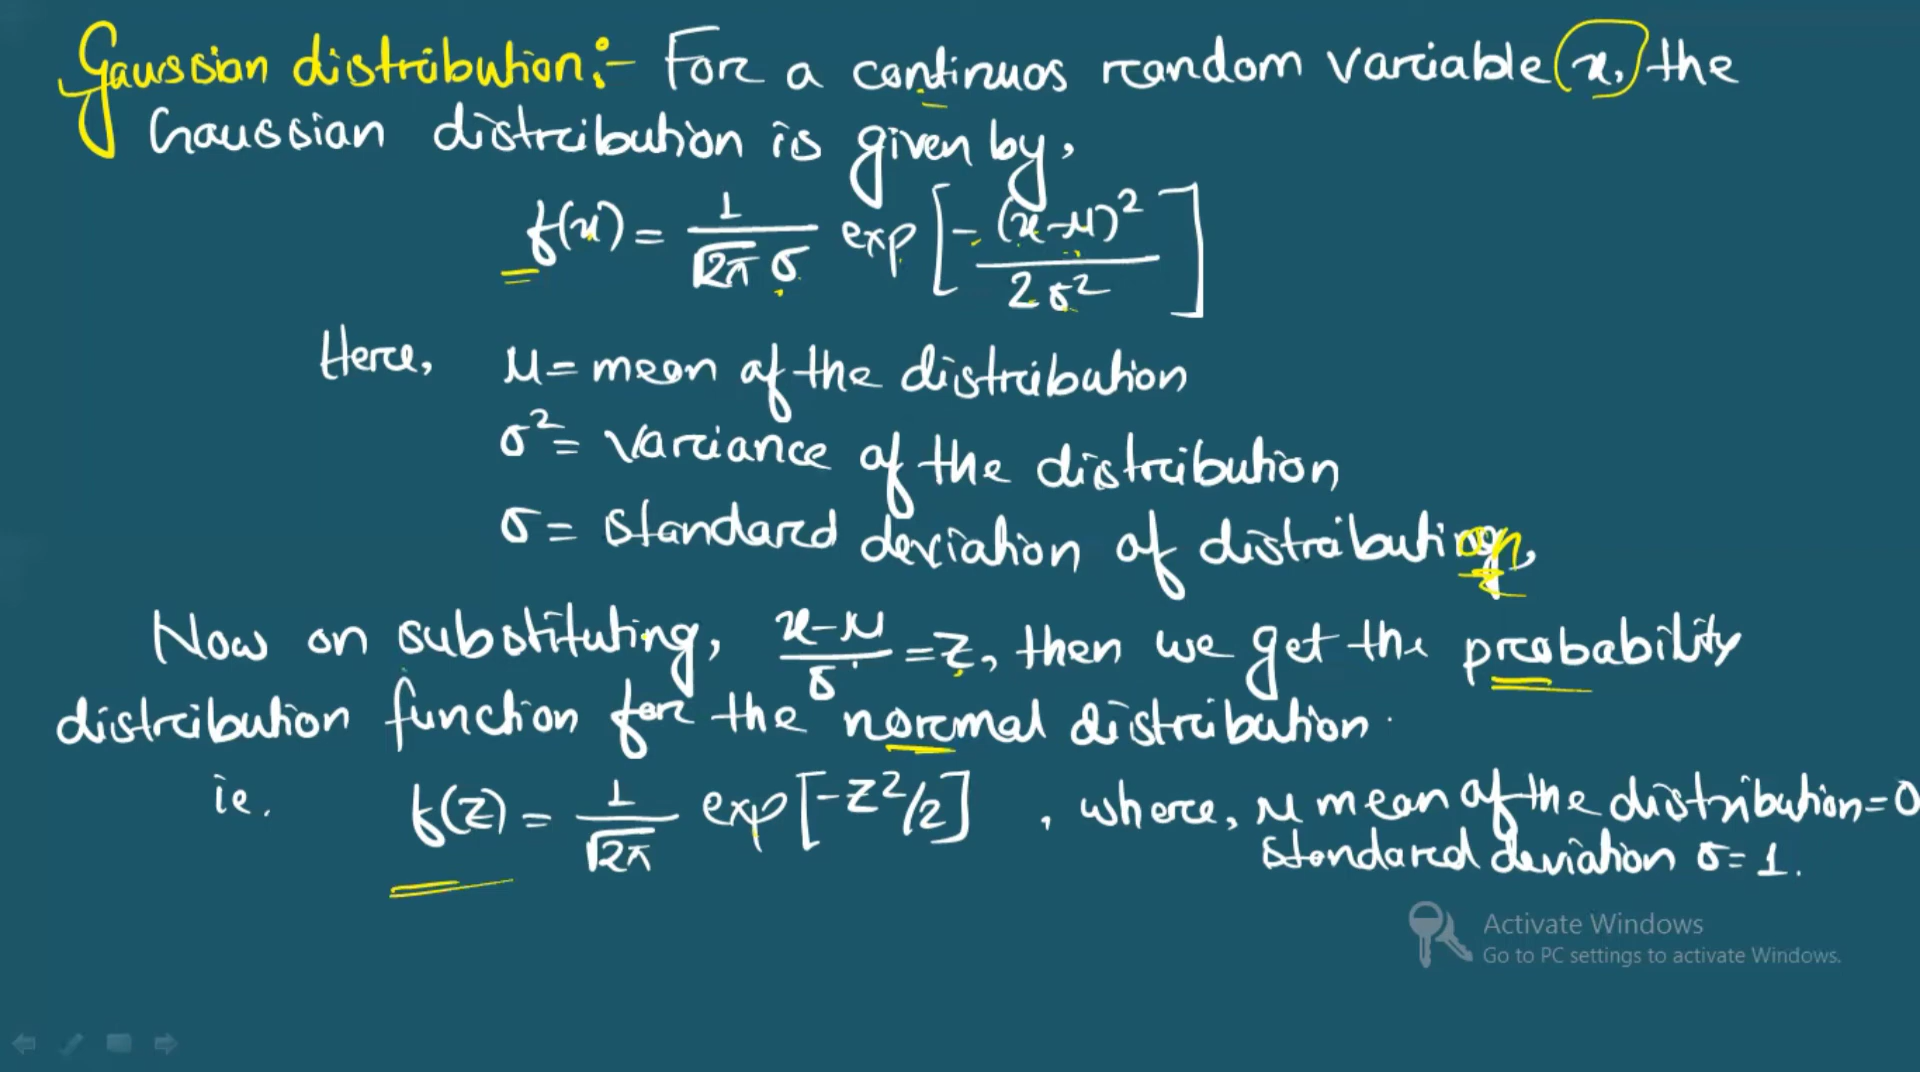 Gaussian distribution:- For a continuos random variable x, the
Gaussian distribution is given by,
f(x) = 1/√2π σ exp[-(x-μ)²/2σ²]
Here, μ = mean of the distribution
σ² = variance of the distribution
σ = standard deviation of distribution,
Now on substituting, x-μ/σ = z, then we get the probability
distribution function for the normal distribution.
ie. f(z) = 1/√2π exp[-z²/2], where, μ mean of the distribution = 0
standard deviation σ = 1.
Activate Windows
Go to PC settings to activate Windows.